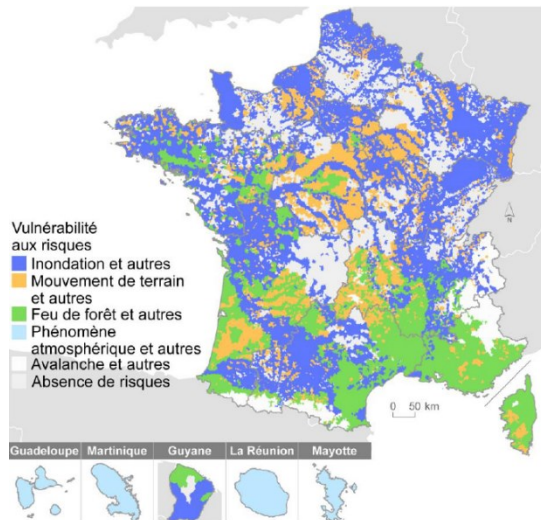 N
Vulnérabilité
aux risques
Inondation et autres
Mouvement de terrain
et autres
Feu de forêt et autres
Phénomène
atmosphérique et autres
Avalanche et autres
Absence de risques
0 50 km
Guadeloupe Martinique Guyane La Réunion Mayotte